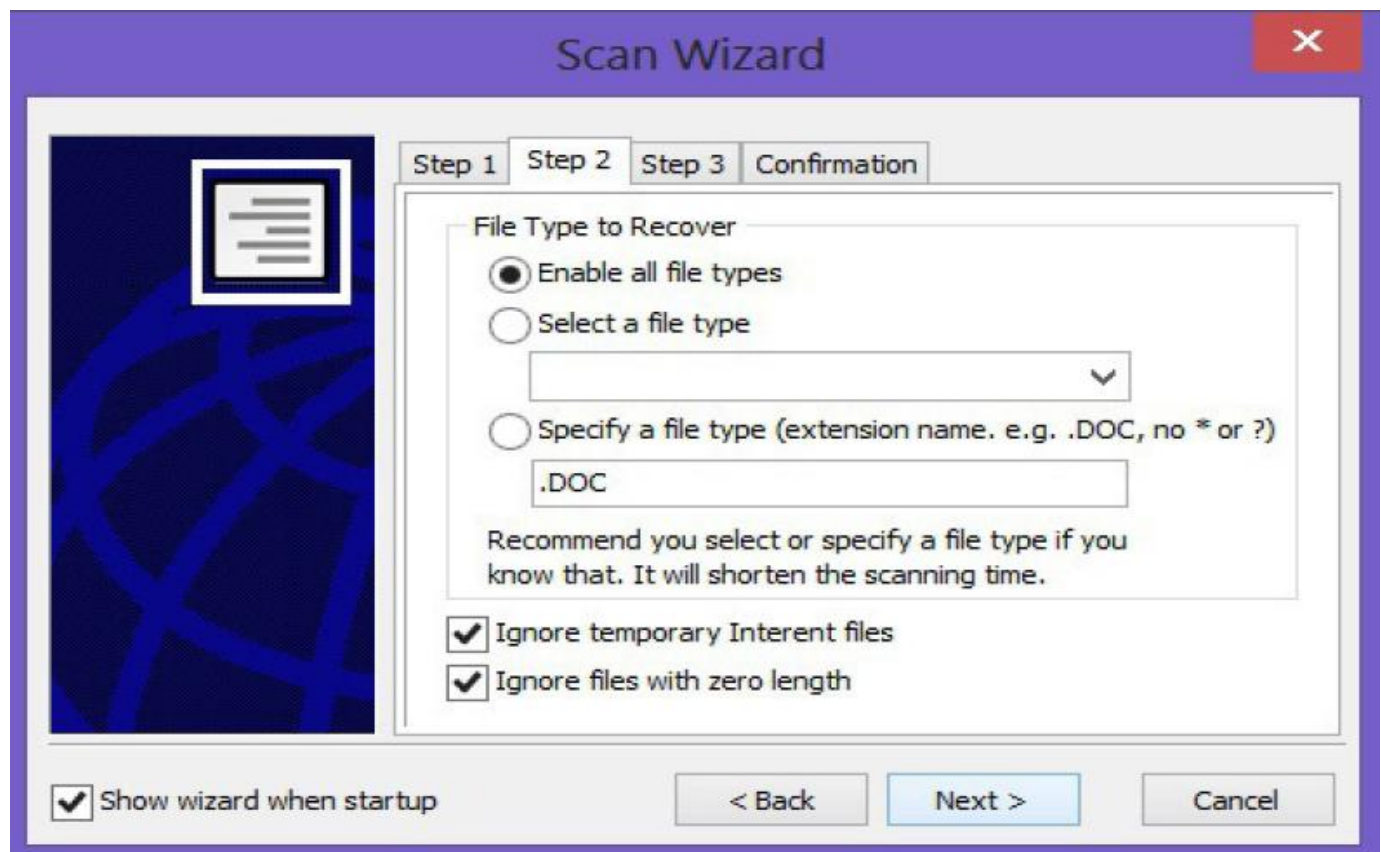 Scan Wizard
Step 1 Step 2 Step 3 Confirmation
File Type to Recover
Enable all file types
Select a file type
Specify a file type (extension name. e.g. .DOC, no * or ?)
.DOC
Recommend you select or specify a file type if you
know that. It will shorten the scanning time.
Ignore temporary Interent files
Ignore files with zero length
Show wizard when startup
< Back Next > Cancel